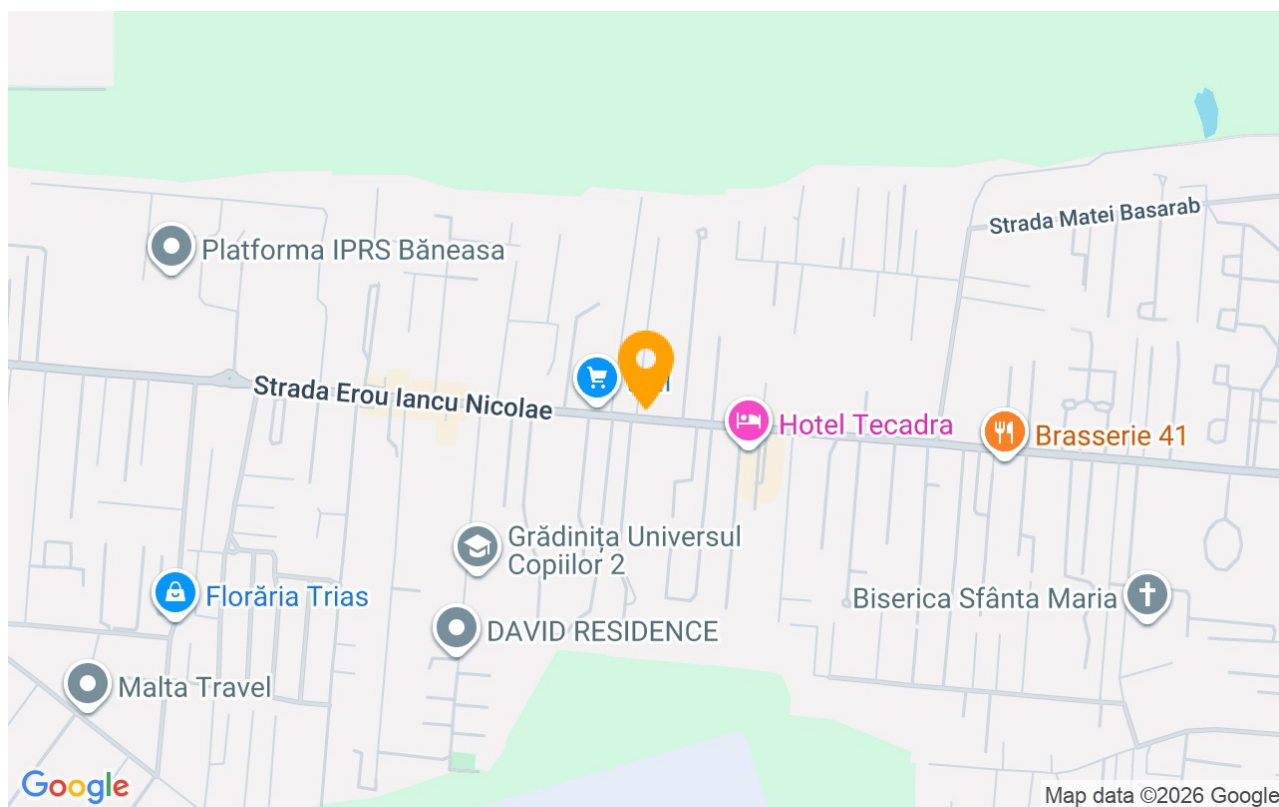 Strada Matei Basarab
Platforma IPRS Băneasa
Strada Erou Iancu Nicolae
Hotel Tecadra
Brasserie 41
Grădinița Universul
Copiilor 2
Florăria Trias
Biserica Sfânta Maria
DAVID RESIDENCE
Malta Travel
Google
Map data ©2026 Google